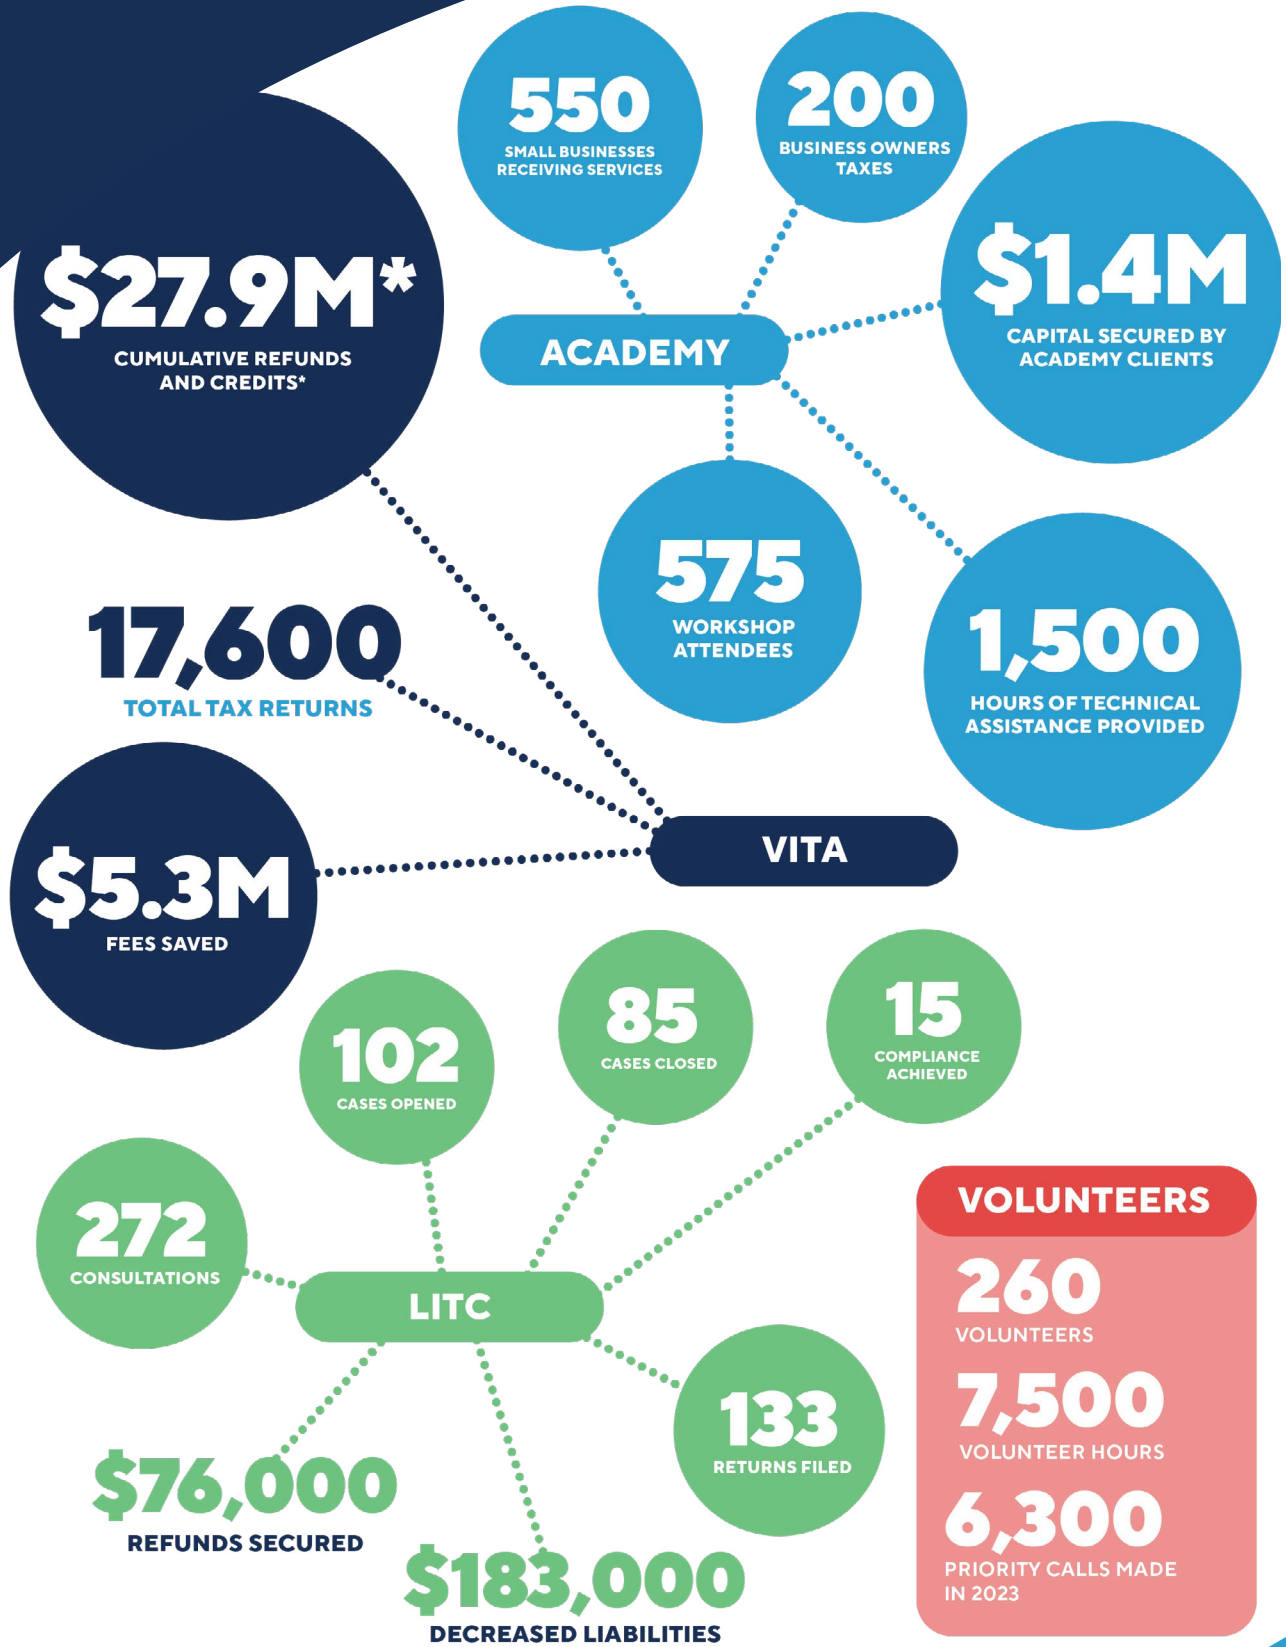 550
SMALL BUSINESSES
RECEIVING SERVICES
200
BUSINESS OWNERS
TAXES
$1.4M
CAPITAL SECURED BY
ACADEMY CLIENTS
ACADEMY
575
WORKSHOP
ATTENDEES
1,500
HOURS OF TECHNICAL
ASSISTANCE PROVIDED
$27.9M*
CUMULATIVE REFUNDS
AND CREDITS*
17,600
TOTAL TAX RETURNS
$5.3M
FEES SAVED
VITA
102
CASES OPENED
85
CASES CLOSED
15
COMPLIANCE
ACHIEVED
272
CONSULTATIONS
LITC
133
RETURNS FILED
$76,000
REFUNDS SECURED
$183,000
DECREASED LIABILITIES
VOLUNTEERS
260
VOLUNTEERS
7,500
VOLUNTEER HOURS
6,300
PRIORITY CALLS MADE
IN 2023